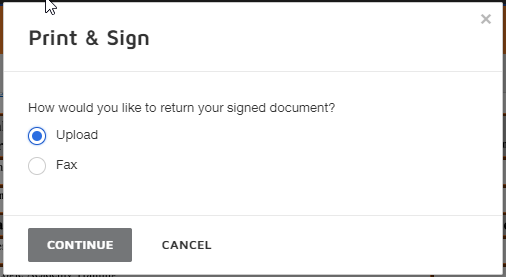 Print & Sign
×
How would you like to return your signed document?
Upload
Fax
CONTINUE
CANCEL